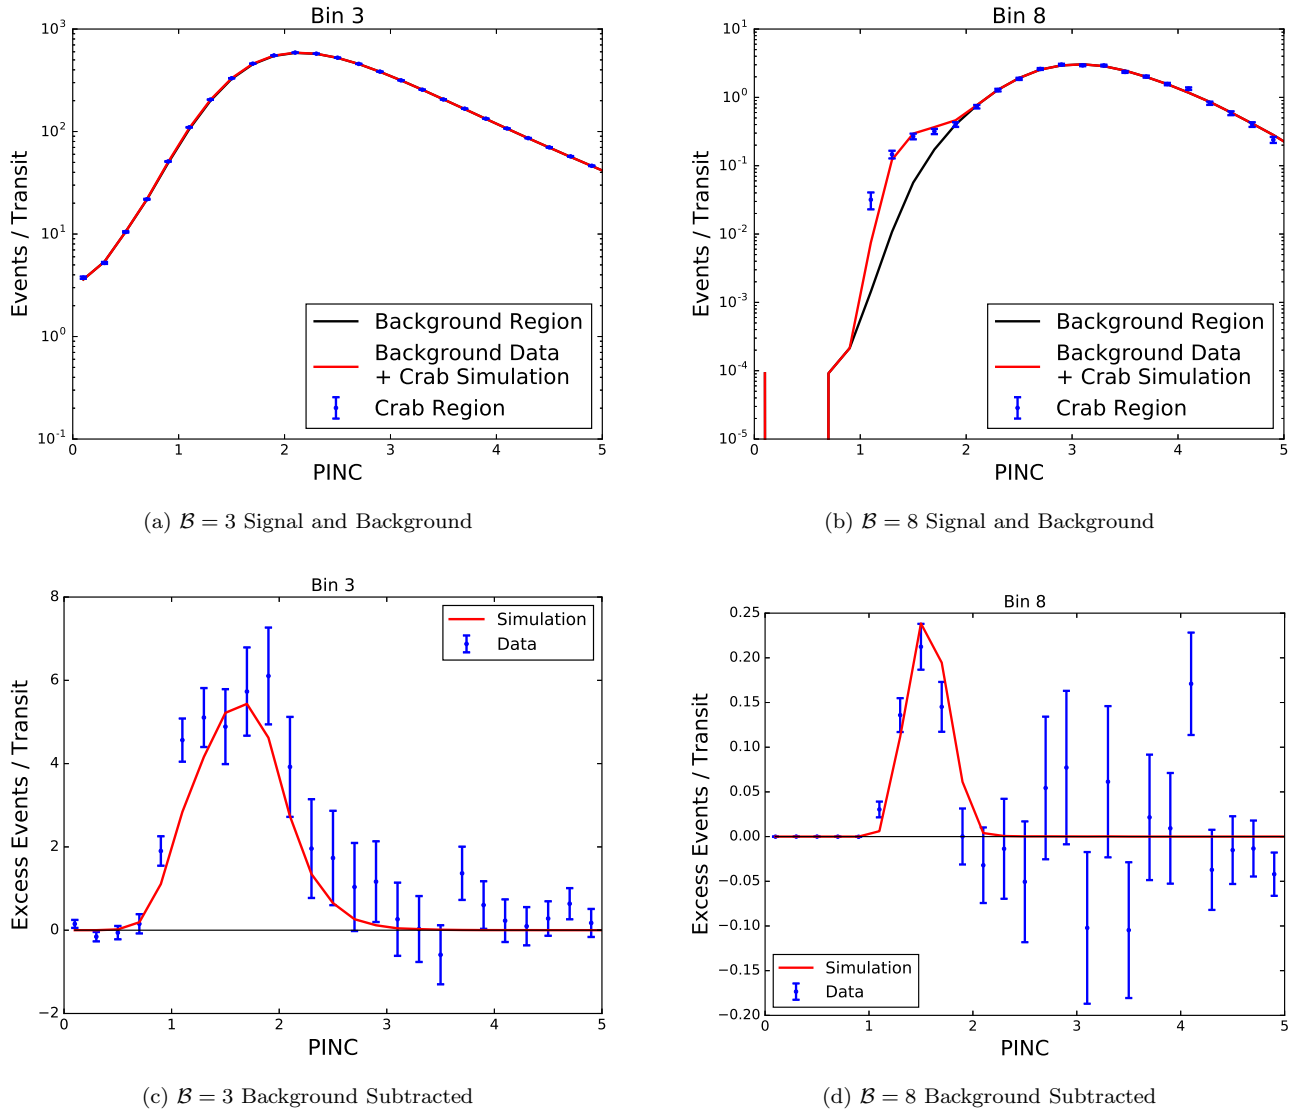 Bin 3
Events / Transit
10^3
10^2
10^1
10^0
10^-1
0 1 2 3 4 5
PINC
Background Region
Background Data
+ Crab Simulation
Crab Region
(a) ℬ = 3 Signal and Background
Bin 8
Events / Transit
10^1
10^0
10^-1
10^-2
10^-3
10^-4
10^-5
0 1 2 3 4 5
PINC
Background Region
Background Data
+ Crab Simulation
Crab Region
(b) ℬ = 8 Signal and Background
Bin 3
Excess Events / Transit
8
6
4
2
0
−2
0 1 2 3 4 5
PINC
Simulation
Data
(c) ℬ = 3 Background Subtracted
Bin 8
Excess Events / Transit
0.25
0.20
0.15
0.10
0.05
0.00
−0.05
−0.10
−0.15
−0.20
0 1 2 3 4 5
PINC
Simulation
Data
(d) ℬ = 8 Background Subtracted